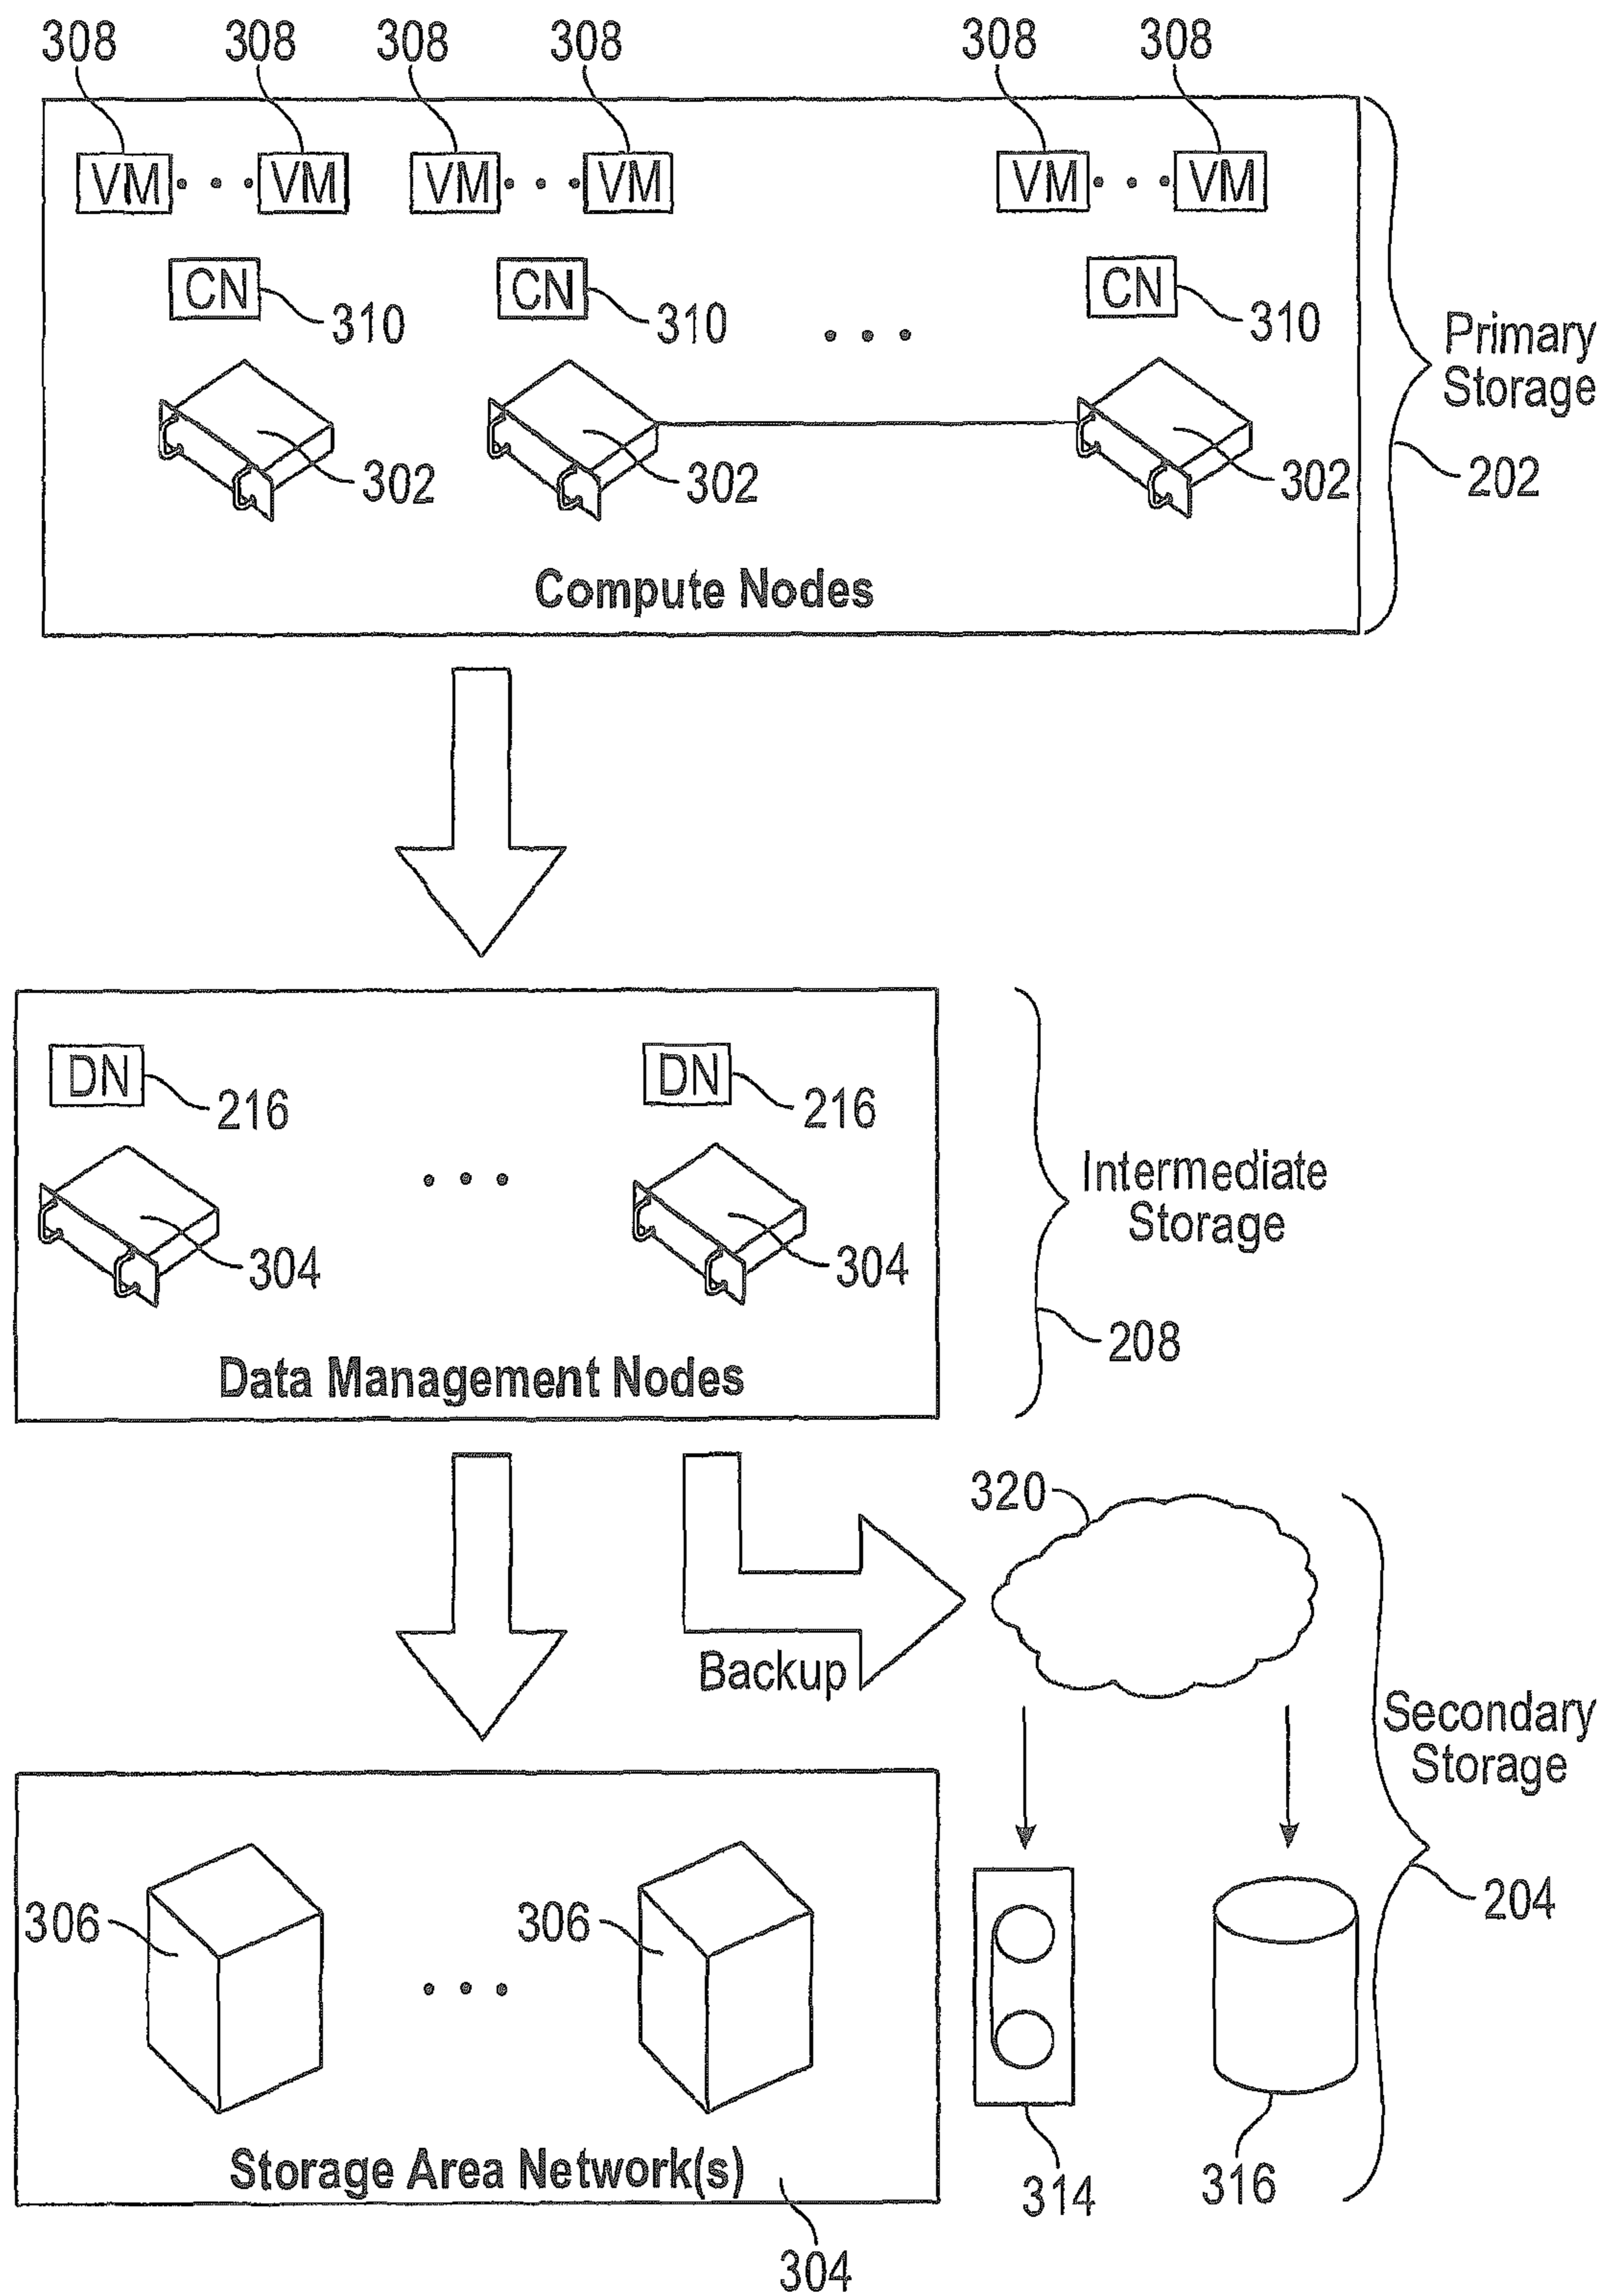 308 308 308 308 308 308
VM VM VM VM VM VM
CN CN CN
310 310 310
Primary
Storage
302 302 302 202
Compute Nodes
DN DN
216 216
Intermediate
Storage
304 304
208
Data Management Nodes
320
Backup
Secondary
Storage
204
306 306
Storage Area Network(s)
314 316
304